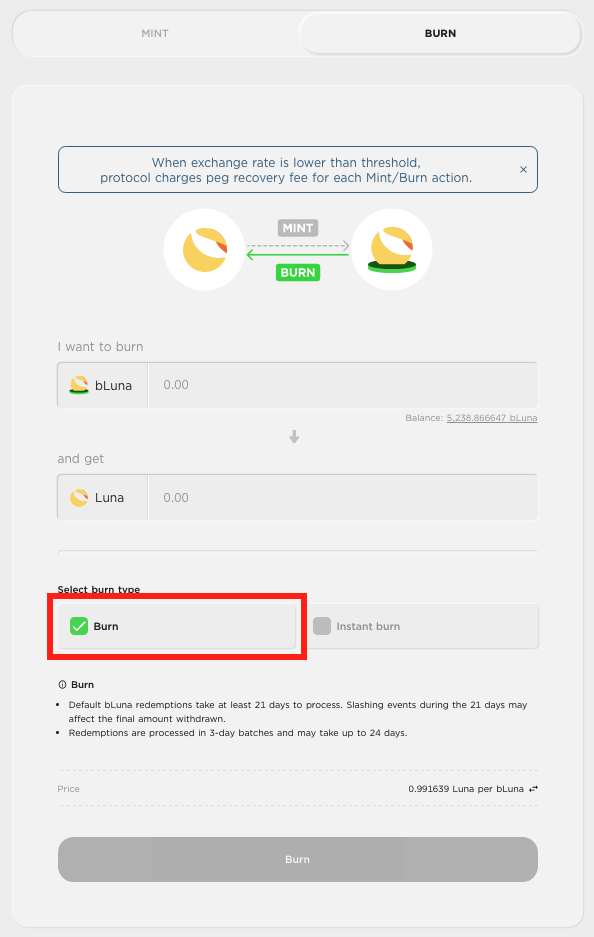 MINT
BURN
When exchange rate is lower than threshold,
protocol charges peg recovery fee for each Mint/Burn action.
×
MINT
BURN
I want to burn
bLuna
0.00
Balance: 5,238.866647 bLuna
and get
Luna
0.00
Select burn type
Burn
Instant burn
Burn
• Default bLuna redemptions take at least 21 days to process. Slashing events during the 21 days may
affect the final amount withdrawn.
• Redemptions are processed in 3-day batches and may take up to 24 days.
Price
0.991639 Luna per bLuna
Burn